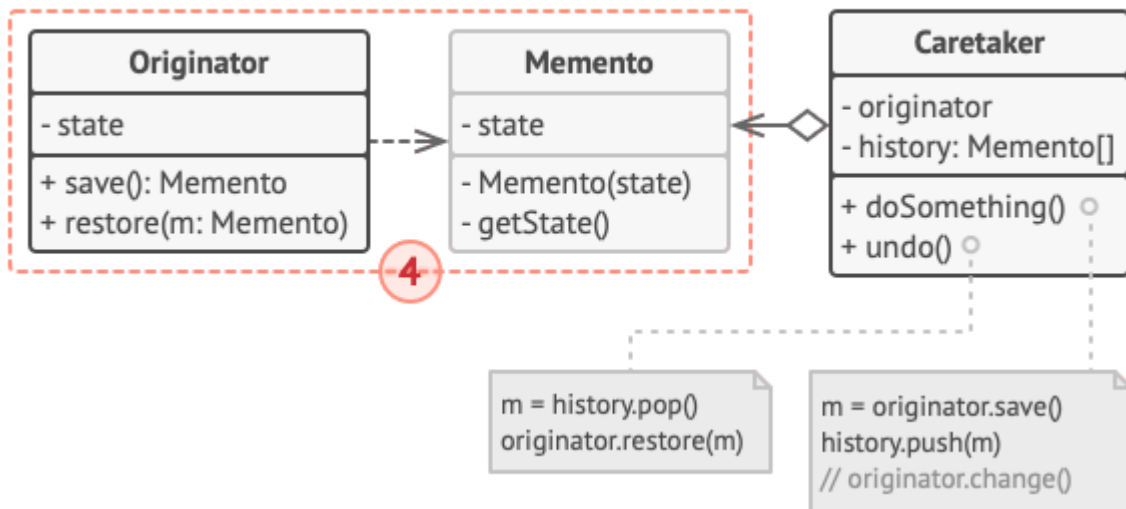 Originator
- state
+ save(): Memento
+ restore(m: Memento)
Memento
- state
- Memento(state)
- getState()
Caretaker
- originator
- history: Memento[]
+ doSomething()
+ undo()
4
m = history.pop()
originator.restore(m)
m = originator.save()
history.push(m)
// originator.change()